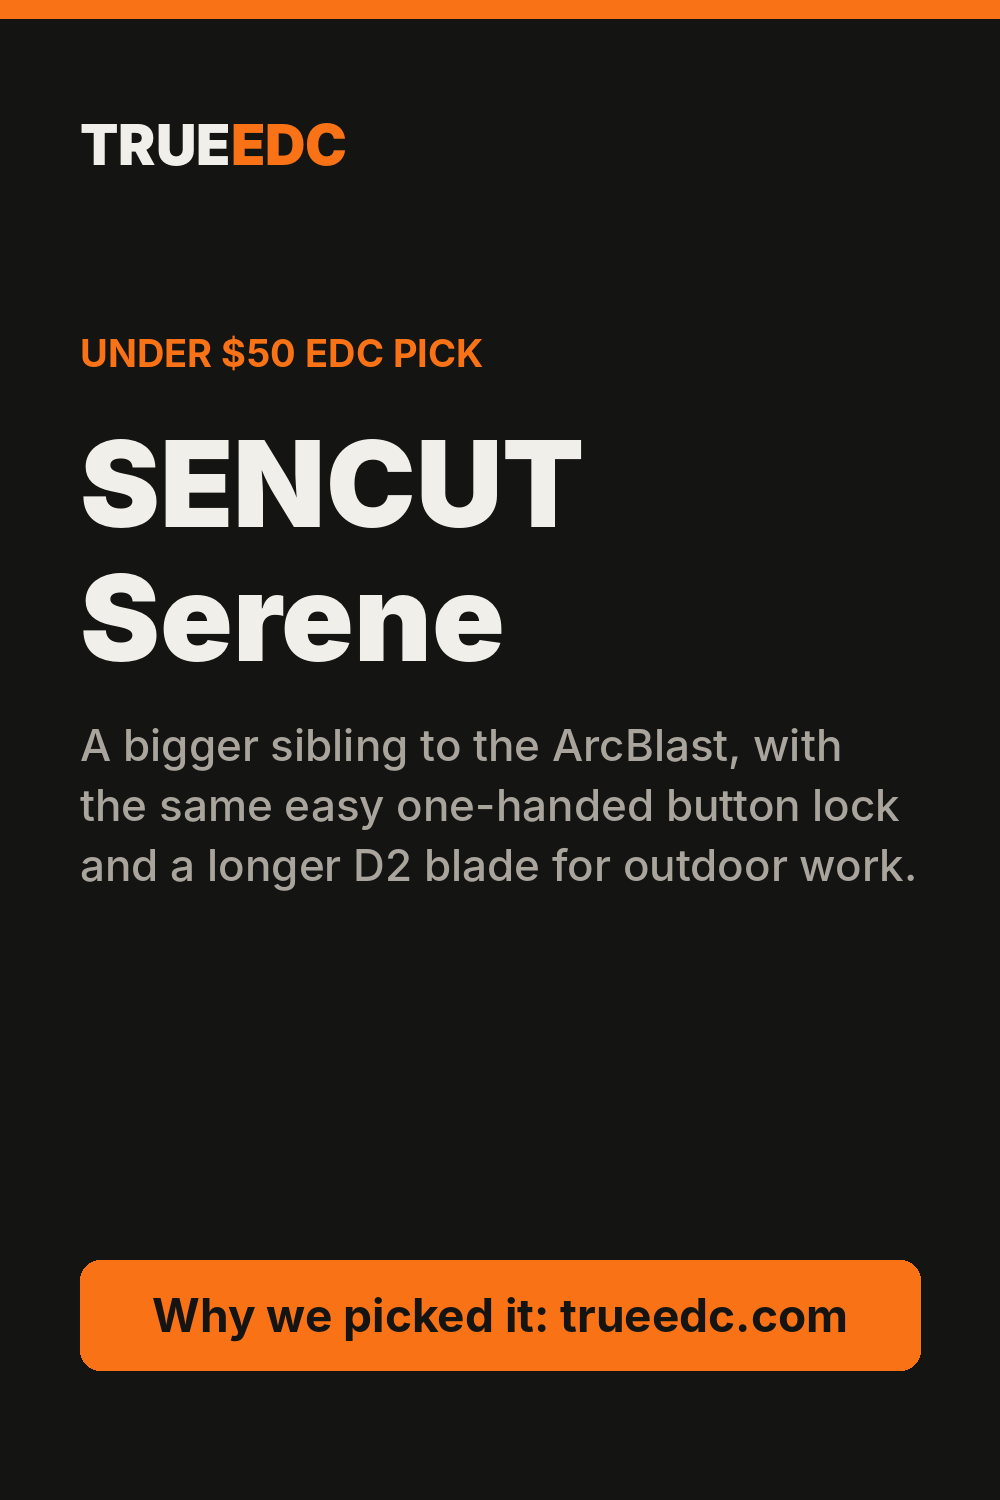 TRUEEDC
UNDER $50 EDC PICK
SENCUT
Serene
A bigger sibling to the ArcBlast, with
the same easy one-handed button lock
and a longer D2 blade for outdoor work.
Why we picked it: trueedc.com